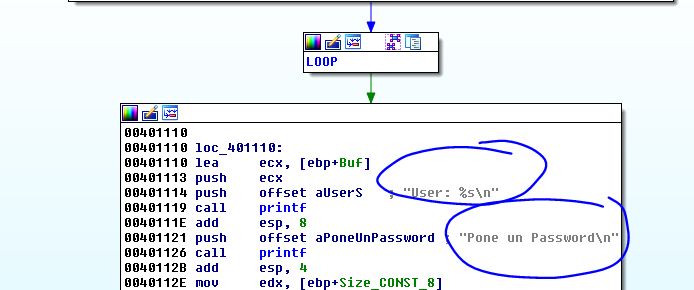 LOOP
00401110
00401110 loc_401110:
00401110 lea ecx, [ebp+Buf]
00401113 push ecx
00401114 push offset aUserS ; "User: %s\n"
00401119 call printf
0040111E add esp, 8
00401121 push offset aPoneUnPassword ; "Pone un Password\n"
00401126 call printf
0040112B add esp, 4
0040112E mov edx, [ebp+Size_CONST_8]